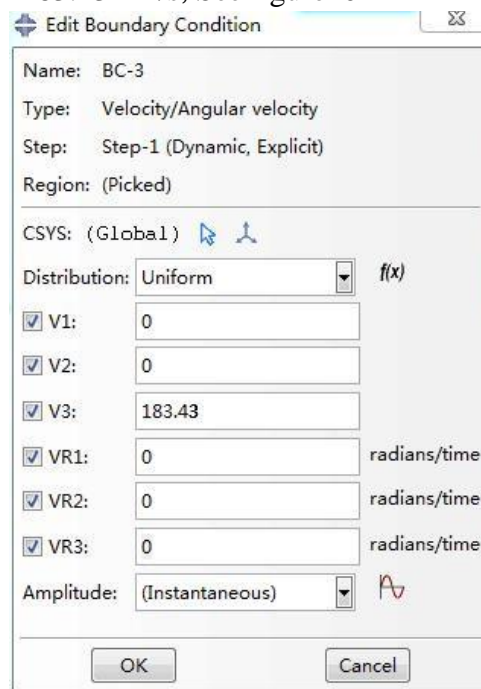 Edit Boundary Condition
Name: BC-3
Type: Velocity/Angular velocity
Step: Step-1 (Dynamic, Explicit)
Region: (Picked)
CSYS: (Global)
Distribution: Uniform f(x)
V1: 0
V2: 0
V3: 183.43
VR1: 0 radians/time
VR2: 0 radians/time
VR3: 0 radians/time
Amplitude: (Instantaneous)
OK Cancel